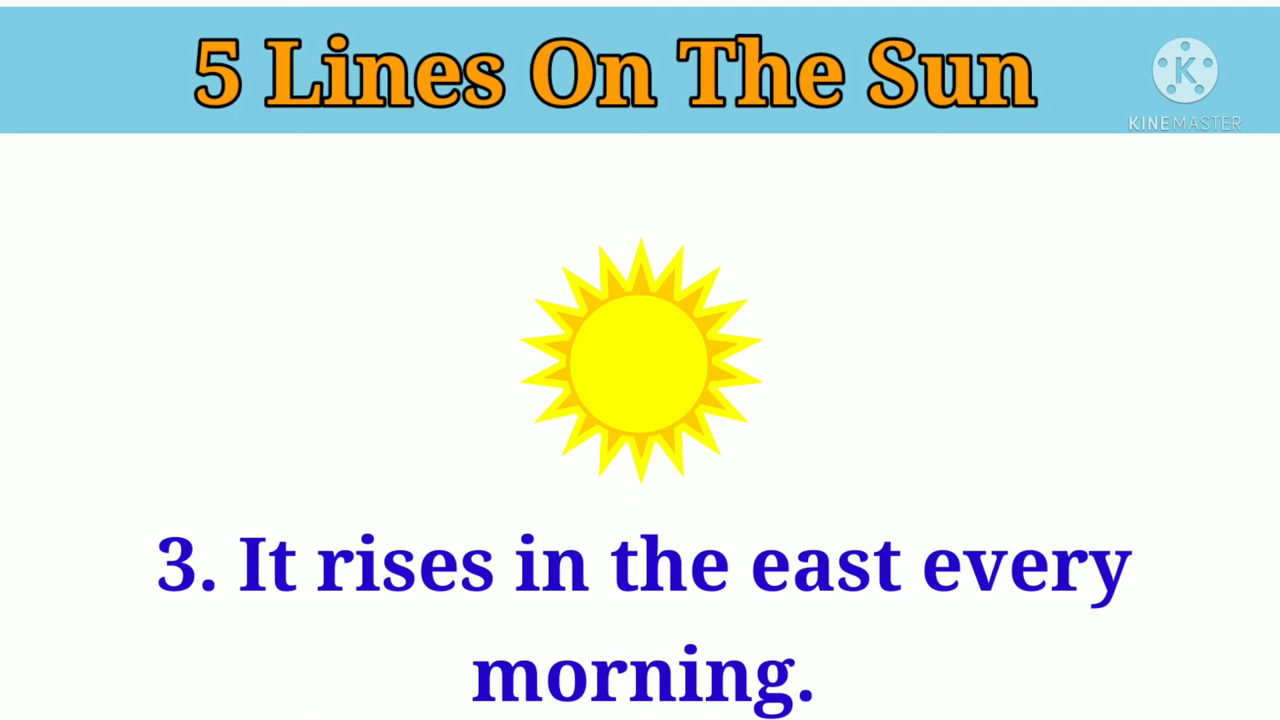 5 Lines On The Sun
K
KINEMASTER
3. It rises in the east every
morning.